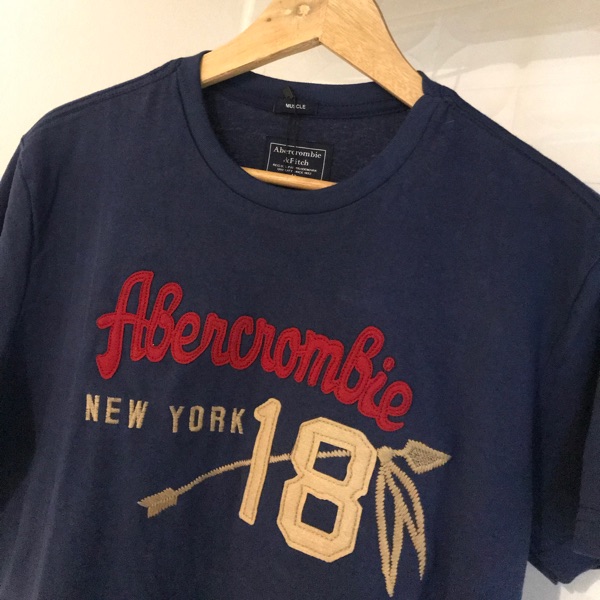 MUSCLE
Abercrombie
& Fitch
Abercrombie
NEW YORK
18